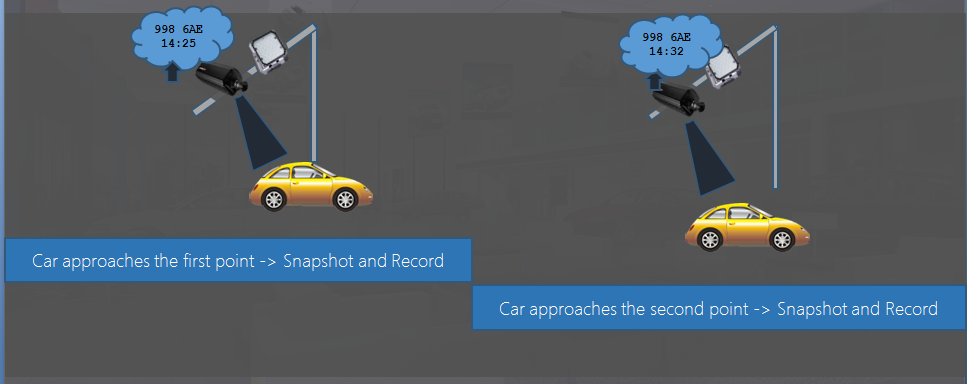 998 6AE
14:25
998 6AE
14:32
Car approaches the first point -> Snapshot and Record
Car approaches the second point -> Snapshot and Record